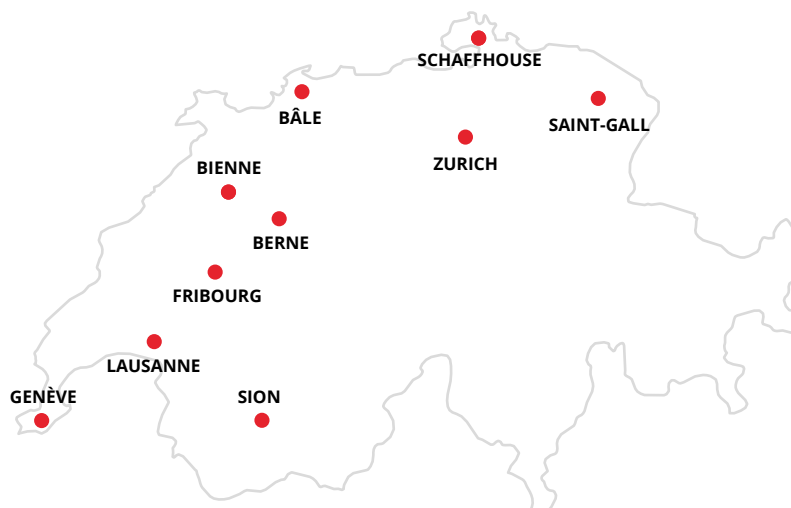 SCHAFFHOUSE
BÂLE
SAINT-GALL
ZURICH
BIENNE
BERNE
FRIBOURG
LAUSANNE
GENÈVE
SION